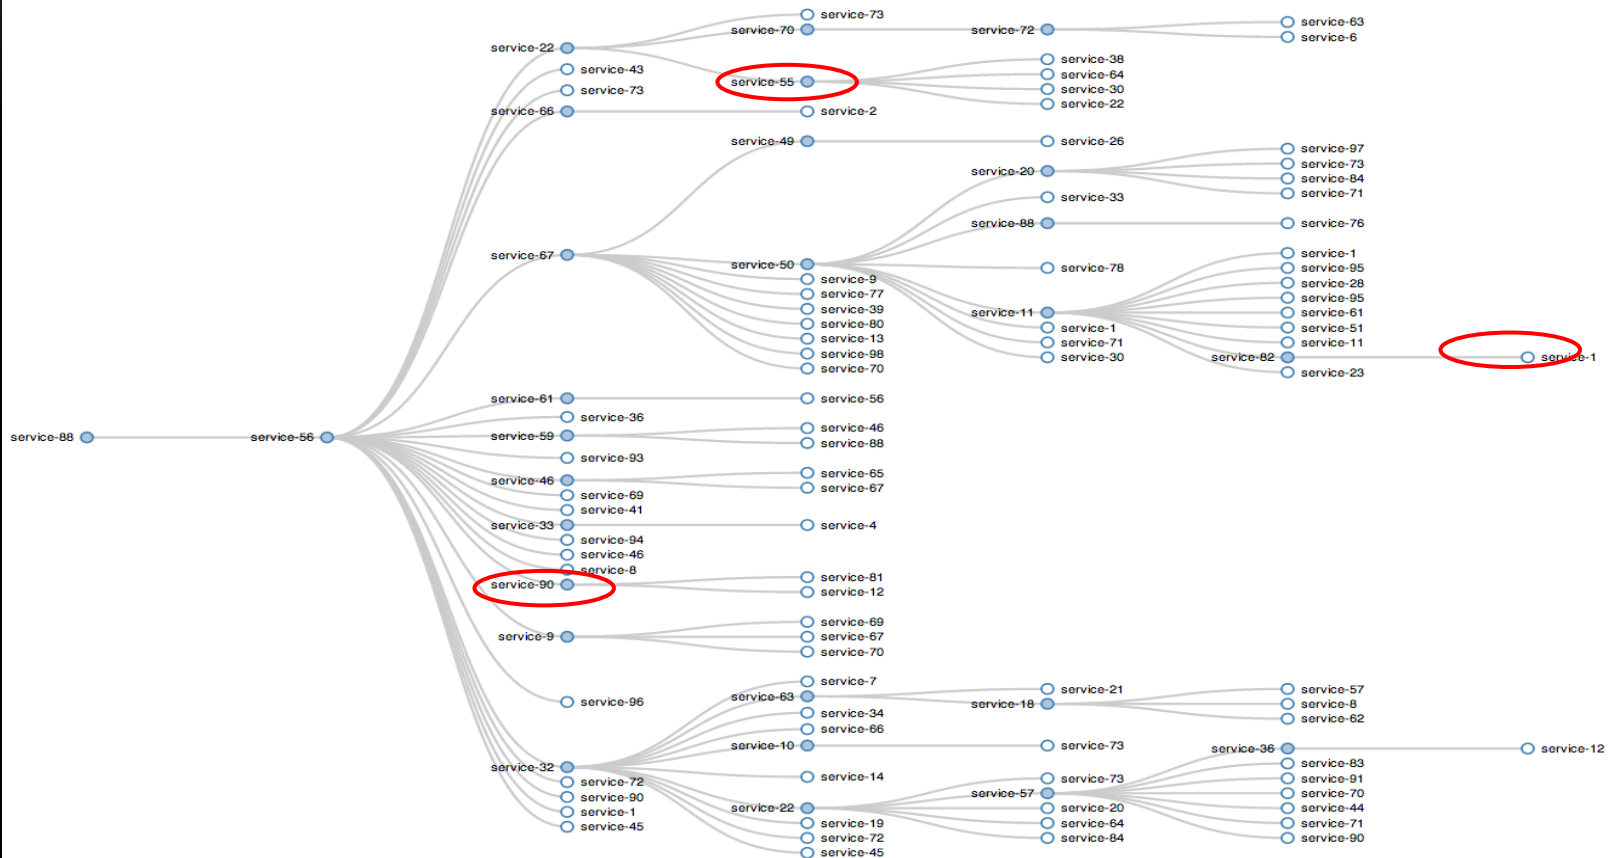 service-73
service-63
service-70
service-72
service-6
service-22
service-38
service-43
service-64
service-55
service-73
service-30
service-22
service-66
service-2
service-49
service-26
service-97
service-73
service-20
service-84
service-71
service-33
service-88
service-76
service-67
service-1
service-50
service-78
service-95
service-9
service-28
service-77
service-95
service-39
service-11
service-61
service-80
service-1
service-51
service-13
service-71
service-11
service-98
service-30
service-82
service-1
service-70
service-23
service-61
service-56
service-36
service-46
service-88
service-56
service-59
service-88
service-93
service-65
service-46
service-67
service-69
service-41
service-33
service-4
service-94
service-46
service-8
service-81
service-90
service-12
service-69
service-9
service-67
service-70
service-7
service-21
service-57
service-63
service-96
service-18
service-8
service-34
service-62
service-66
service-10
service-73
service-36
service-12
service-32
service-83
service-14
service-73
service-91
service-72
service-57
service-70
service-90
service-22
service-20
service-44
service-1
service-19
service-64
service-71
service-45
service-72
service-84
service-90
service-45